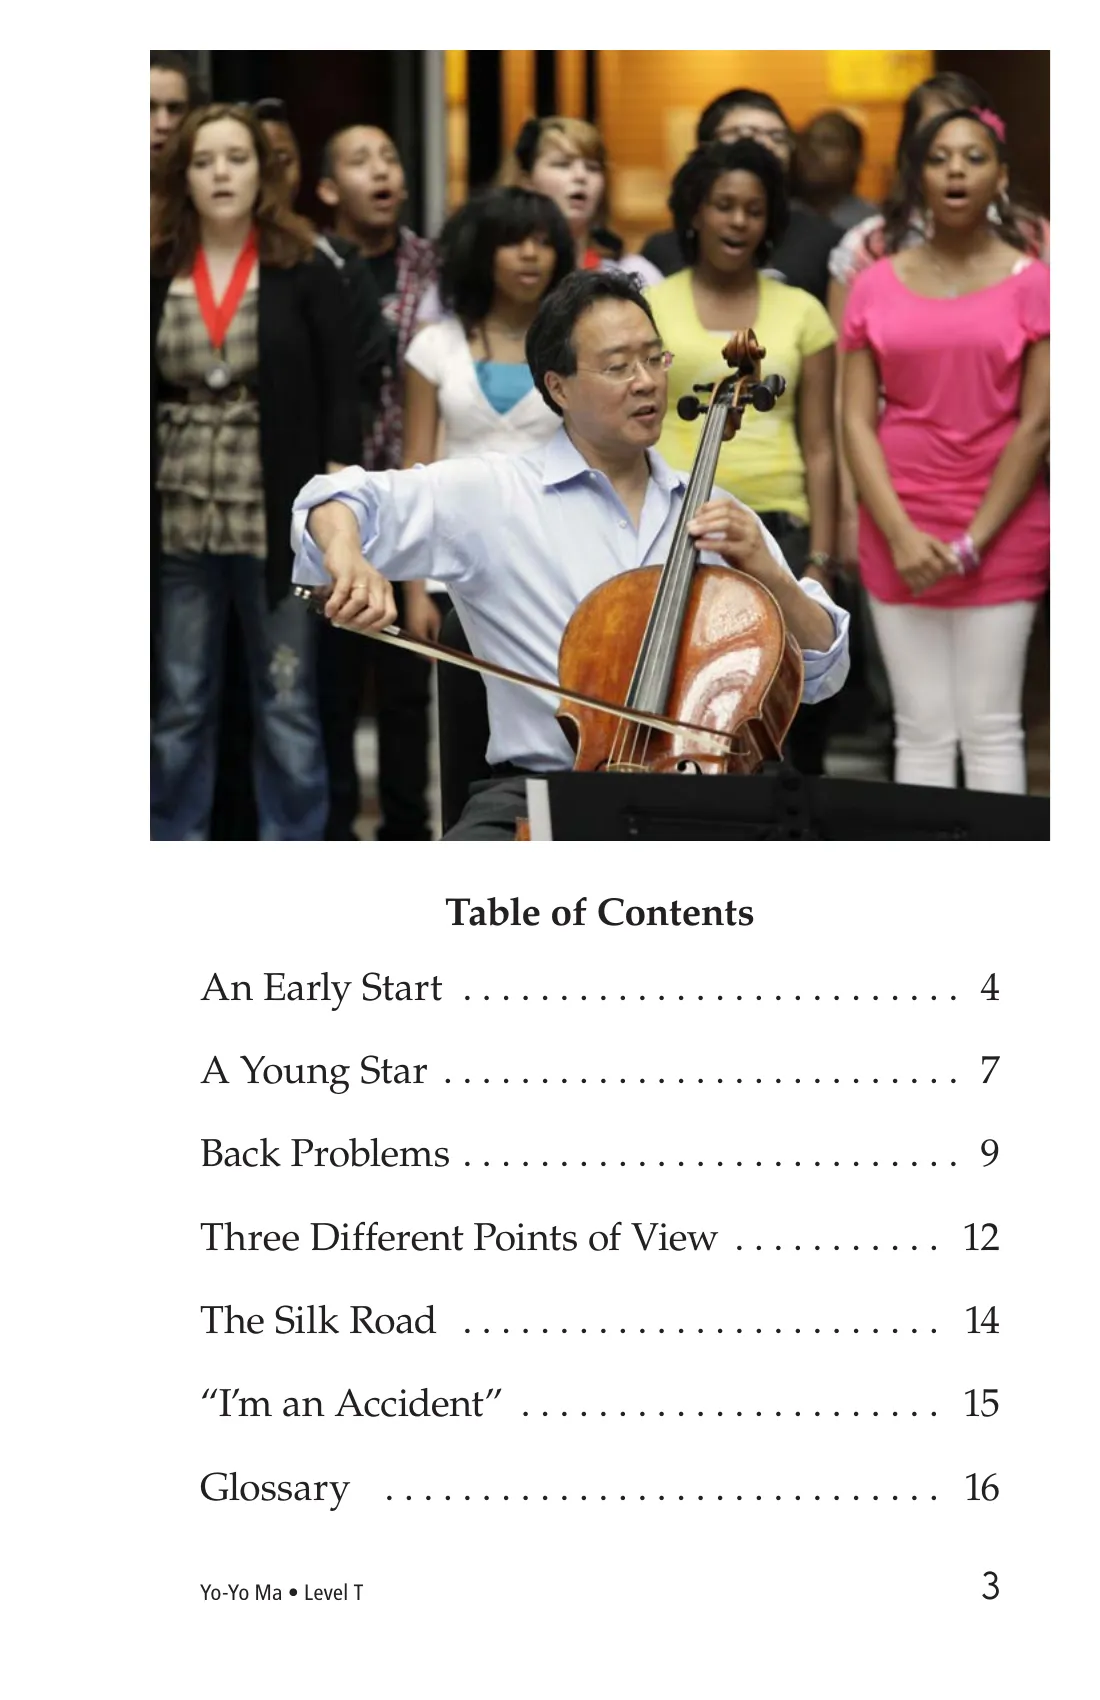 Table of Contents
An Early Start . . . . . . . . . . . . . . . . . . . . . . . . . . 4
A Young Star . . . . . . . . . . . . . . . . . . . . . . . . . . . 7
Back Problems . . . . . . . . . . . . . . . . . . . . . . . . . . 9
Three Different Points of View . . . . . . . . . . . 12
The Silk Road . . . . . . . . . . . . . . . . . . . . . . . . . 14
“I’m an Accident” . . . . . . . . . . . . . . . . . . . . . . 15
Glossary . . . . . . . . . . . . . . . . . . . . . . . . . . . . . 16
Yo-Yo Ma • Level T 3